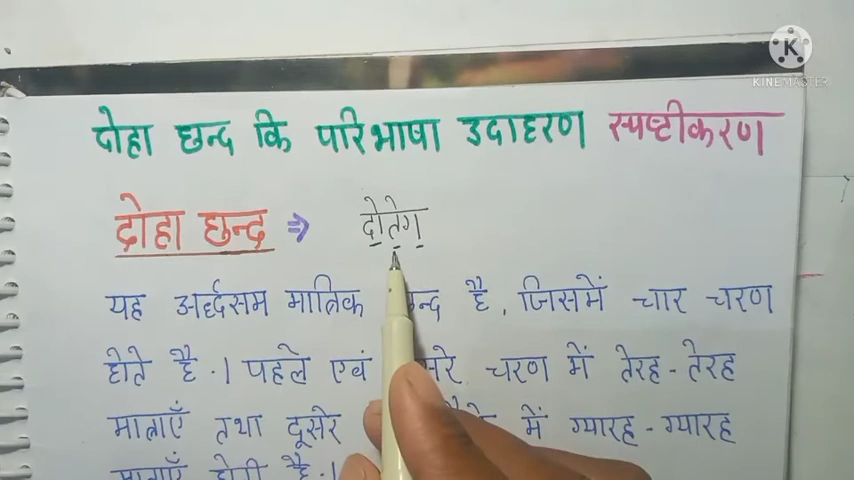 KINEMASTER
दोहा छन्द कि परिभाषा उदाहरण स्पष्टीकरण
द्रोहा छन्द ⇒ दोतेग
यह अर्द्धसम मात्रिक छन्द है, जिसमें चार चरण
होते है.। पहले एवं चरण में तेरह-तेरह
मात्राएँ तथा दूसरे में ग्यारह-ग्यारह
मात्राएँ होती है.।